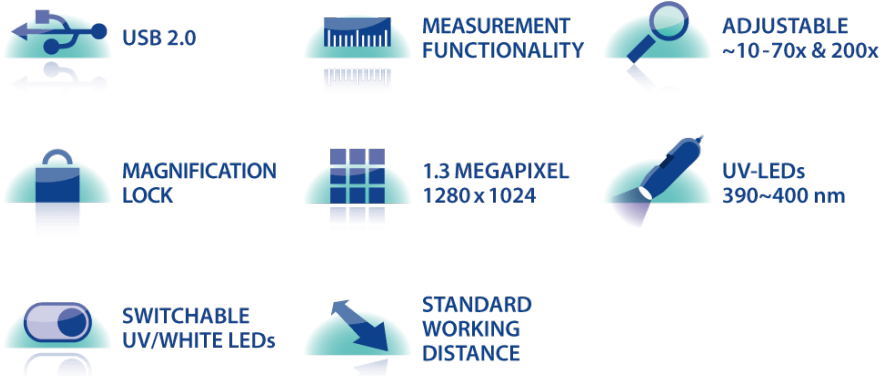 USB 2.0
MEASUREMENT
FUNCTIONALITY
ADJUSTABLE
~10-70x & 200x
MAGNIFICATION
LOCK
1.3 MEGAPIXEL
1280 x 1024
UV-LEDs
390~400 nm
SWITCHABLE
UV/WHITE LEDs
STANDARD
WORKING
DISTANCE